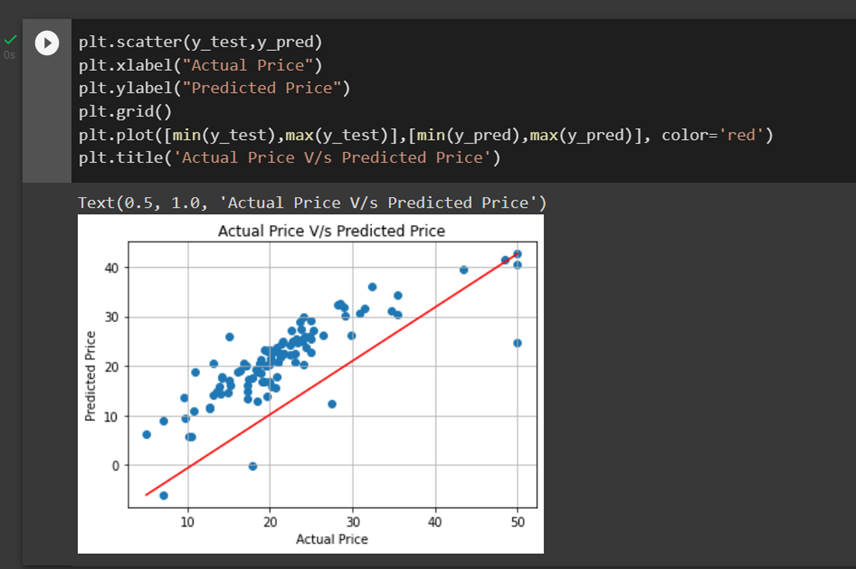 0s
plt.scatter(y_test,y_pred)
plt.xlabel("Actual Price")
plt.ylabel("Predicted Price")
plt.grid()
plt.plot([min(y_test),max(y_test)],[min(y_pred),max(y_pred)], color='red')
plt.title('Actual Price V/s Predicted Price')
Text(0.5, 1.0, 'Actual Price V/s Predicted Price')
Actual Price V/s Predicted Price
Predicted Price
40
30
20
10
0
10 20 30 40 50
Actual Price